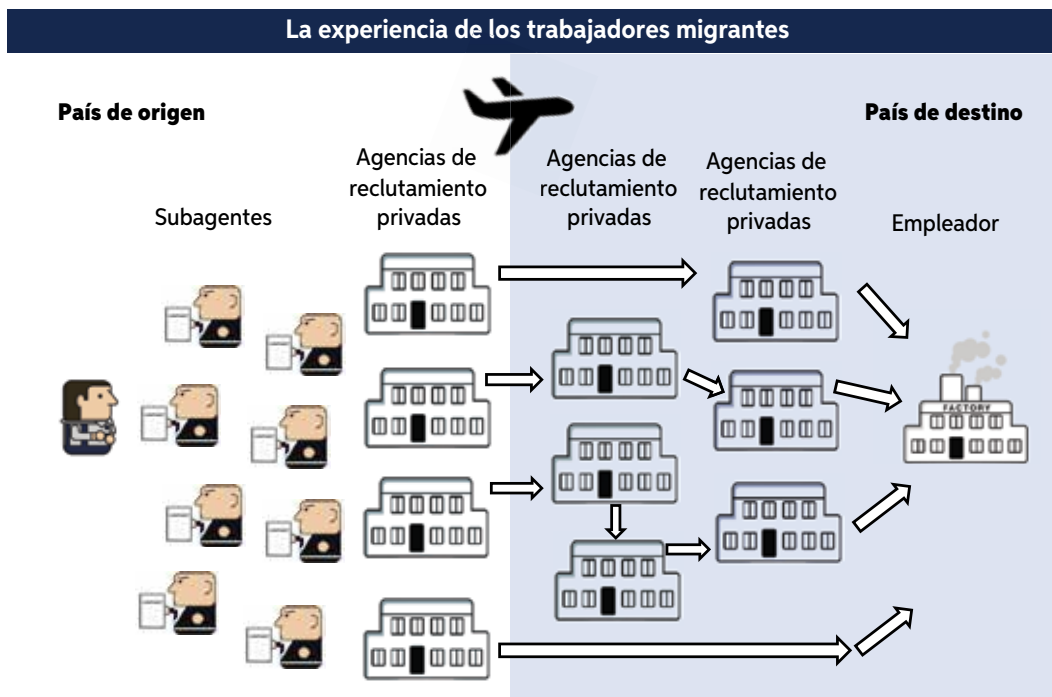 La experiencia de los trabajadores migrantes
País de origen
País de destino
Subagentes
Agencias de
reclutamiento
privadas
Agencias de
reclutamiento
privadas
Agencias de
reclutamiento
privadas
Empleador
FACTORY